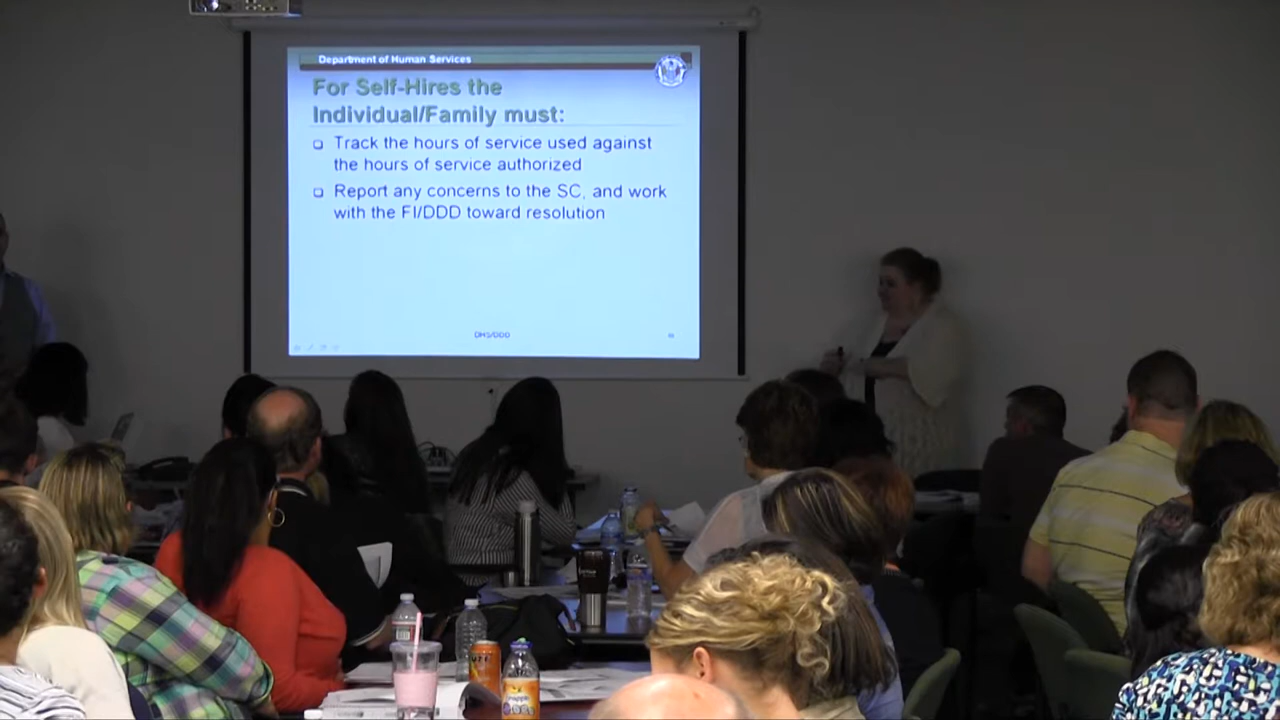 Department of Human Services
For Self-Hires the
Individual/Family must:
Track the hours of service used against
the hours of service authorized
Report any concerns to the SC, and work
with the FI/DDD toward resolution
DHS/DDD